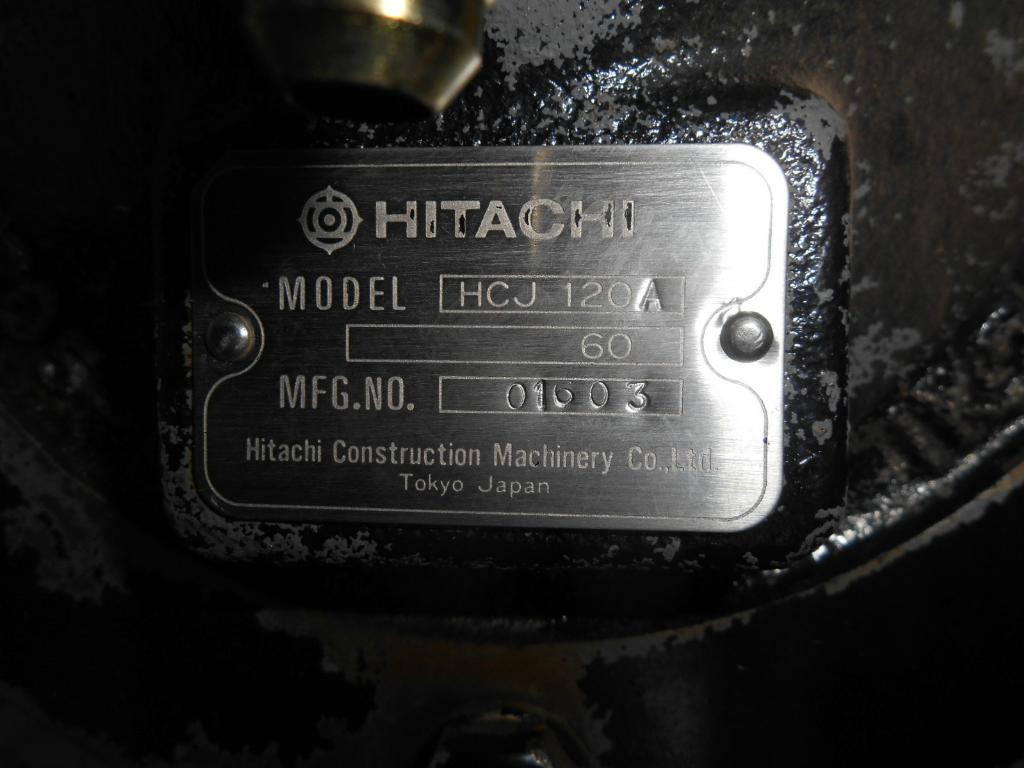 HITACHI
MODEL HCJ 120A
60
MFG.NO. 01603
Hitachi Construction Machinery Co.,Ltd.
Tokyo Japan